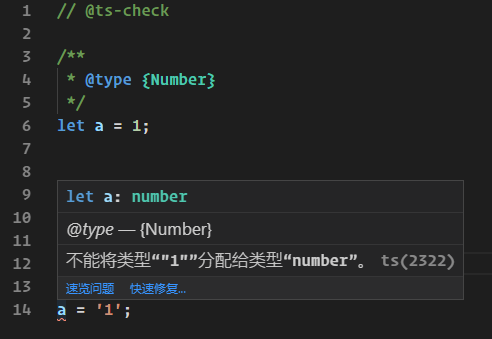 1 // @ts-check
2
3 /**
4 * @type {Number}
5 */
6 let a = 1;
7
8
9 let a: number
10 @type — {Number}
11
12 不能将类型“"1"”分配给类型“number”。 ts(2322)
13 速览问题 快速修复...
14 a = '1';